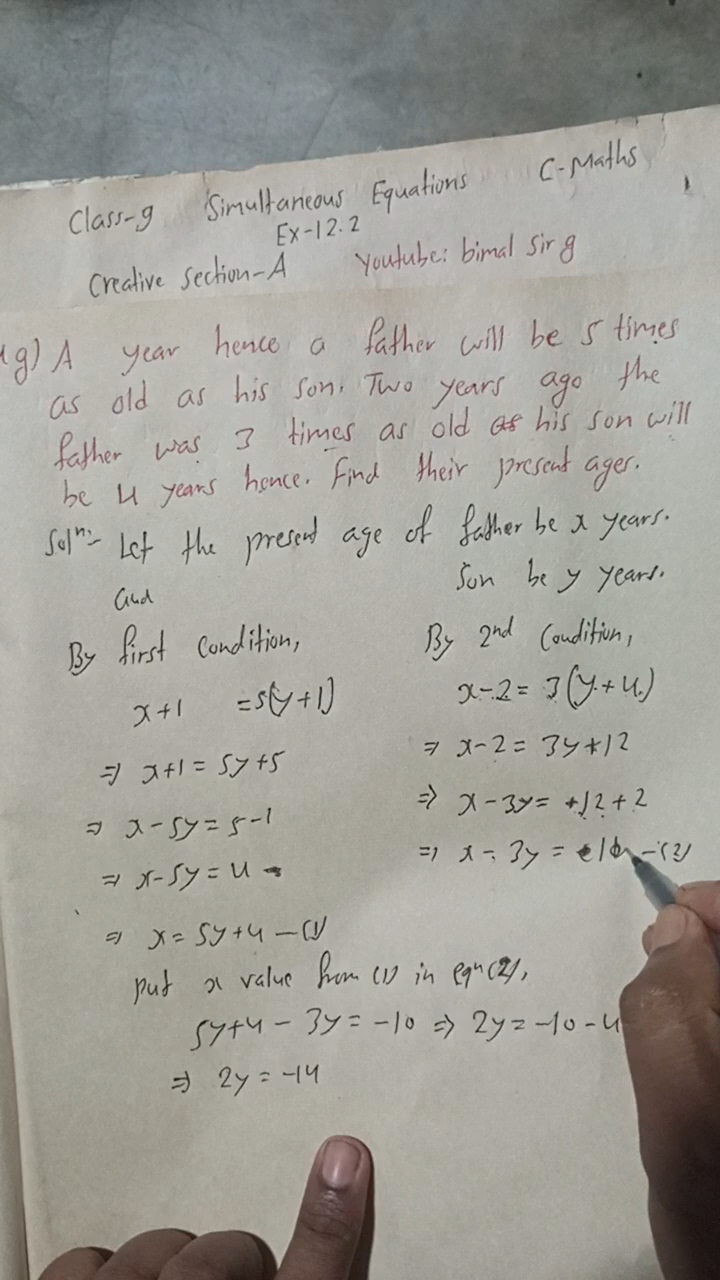 Class-9 Simultaneous Equations C-Maths
Ex-12.2
Creative Section-A Youtube: bimal sir g
g) A year hence a father will be 5 times
as old as his son. Two years ago the
father was 3 times as old as his son will
be 4 years hence. Find their present ages.
Solⁿ:- Let the present age of father be x years.
and Son be y years.
By first condition,
x+1 =5(y+1)
⇒ x+1 = 5y+5
⇒ x-5y = 5-1
⇒ x-5y = 4
⇒ x = 5y+4 -(1)
By 2nd Condition,
x-2 = 3(y+4)
⇒ x-2 = 3y+12
⇒ x-3y = +12+2
⇒ x-3y = -(2)
put x value from (1) in eqⁿ(2),
5y+4-3y = -10 ⇒ 2y = -10-4
⇒ 2y = -14